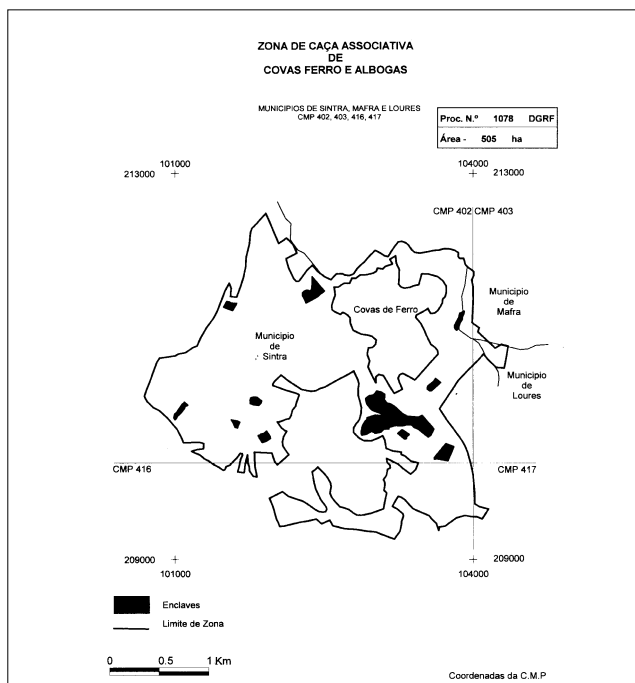 ZONA DE CAÇA ASSOCIATIVA
DE
COVAS FERRO E ALBOGAS
MUNICIPIOS DE SINTRA, MAFRA E LOURES
CMP 402, 403, 416, 417
Proc. N.º 1078 DGRF
Área - 505 ha
101000
104000
213000
213000
CMP 402
CMP 403
Municipio
de
Mafra
Covas de Ferro
Municipio
de
Sintra
Municipio
de
Loures
CMP 416
CMP 417
209000
209000
101000
104000
Enclaves
Limite de Zona
0 0.5 1 Km
Coordenadas da C.M.P